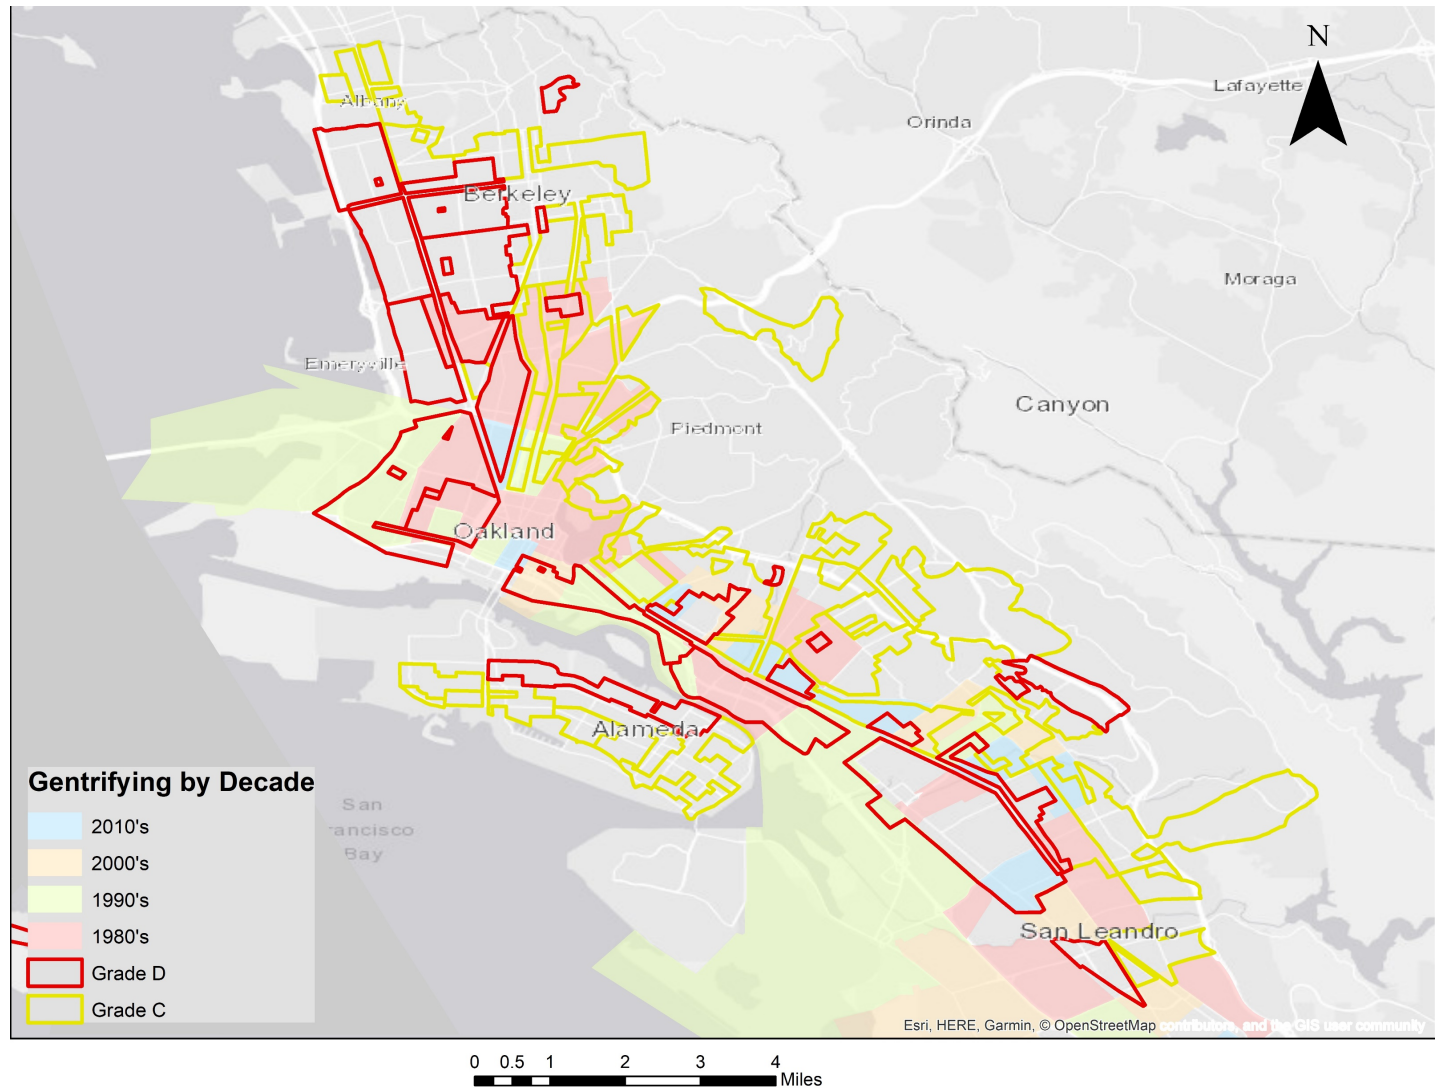 N
Lafayette
Orinda
Albany
Berkeley
Moraga
Emeryville
Canyon
Piedmont
Oakland
Alameda
Gentrifying by Decade
San
rancisco
Bay
2010's
2000's
1990's
1980's
Grade D
Grade C
San Leandro
Esri, HERE, Garmin, © OpenStreetMap contributors, and the GIS user community
0 0.5 1 2 3 4
Miles